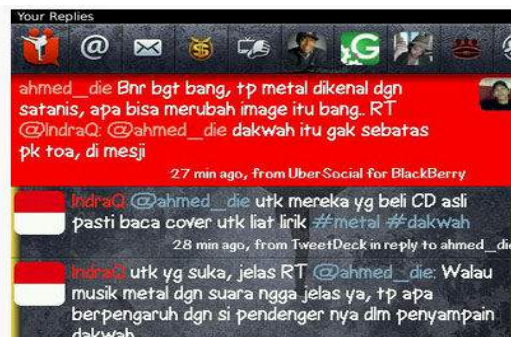 Your Replies
ahmed__die Bnr bgt bang, tp metal dikenal dgn
satanis, apa bisa merubah image itu bang.. RT
@IndraQ: @ahmed__die dakwah itu gak sebatas
pk toa, di mesji
27 min ago, from UberSocial for BlackBerry
IndraQ @ahmed__die utk mereka yg beli CD asli
pasti baca cover utk liat lirik #metal #dakwah
28 min ago, from TweetDeck in reply to ahmed__die
IndraQ utk yg suka, jelas RT @ahmed_die: Walau
musik metal dgn suara ngga jelas ya, tp apa
berpengaruh dgn si pendenger nya dlm penyampain
dakwah